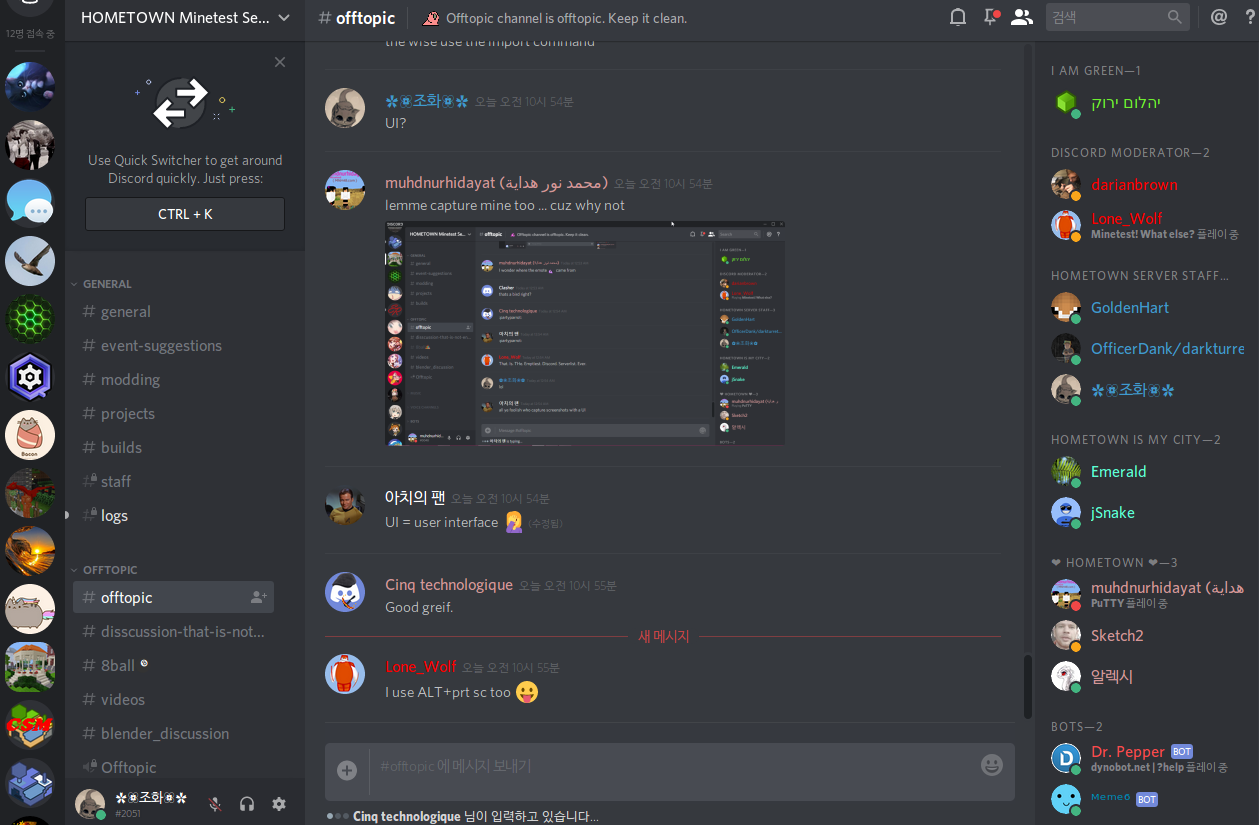 12명 접속 중
HOMETOWN Minetest Se...
Use Quick Switcher to get around
Discord quickly. Just press:
CTRL + K
GENERAL
# general
# event-suggestions
# modding
# projects
# builds
# staff
# logs
OFFTOPIC
# offtopic
# disscussion-that-is-not...
# 8ball
# videos
# blender_discussion
Offtopic
✲֍조화֍✲
#2051
# offtopic
Offtopic channel is offtopic. Keep it clean.
검색
the wise use the import command
✲֍조화֍✲ 오늘 오전 10시 54분
UI?
muhdnurhidayat (محمد نور هداية) 오늘 오전 10시 54분
lemme capture mine too ... cuz why not
아치의 팬 오늘 오전 10시 54분
UI = user interface 🤦 (수정됨)
Cinq technologique 오늘 오전 10시 55분
Good greif.
새 메시지
Lone_Wolf 오늘 오전 10시 55분
I use ALT+prt sc too 😛
#offtopic에 메시지 보내기
Cinq technologique 님이 입력하고 있습니다...
I AM GREEN—1
יהלום ירוק
DISCORD MODERATOR—2
darianbrown
Lone_Wolf
Minetest! What else? 플레이 중
HOMETOWN SERVER STAFF...
GoldenHart
OfficerDank/darkturre
✲֍조화֍✲
HOMETOWN IS MY CITY—2
Emerald
jSnake
❤ HOMETOWN ❤—3
muhdnurhidayat (هداية
PuTTY 플레이 중
Sketch2
알렉시
BOTS—2
Dr. Pepper BOT
dynobot.net | ?help 플레이 중
Meme6 BOT